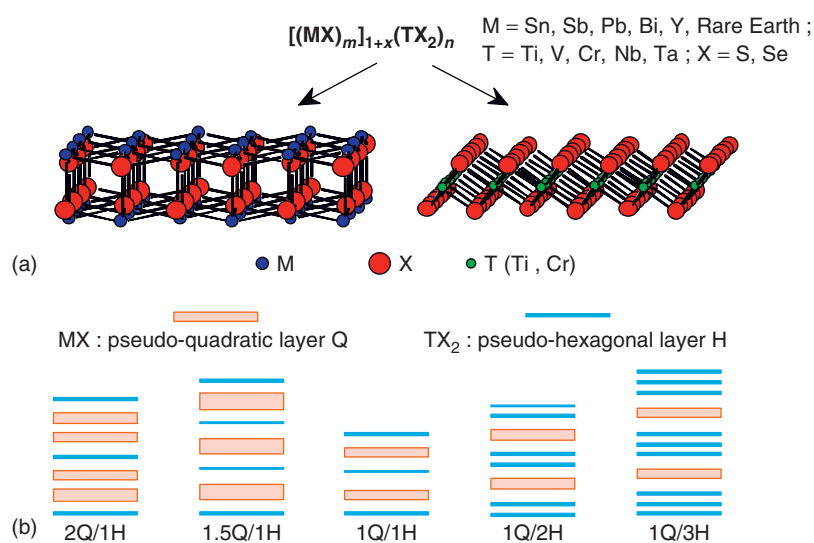 [(MX)ₘ]₁₊ₓ(TX₂)ₙ
M = Sn, Sb, Pb, Bi, Y, Rare Earth ;
T = Ti, V, Cr, Nb, Ta ; X = S, Se
(a)
M
X
T (Ti , Cr)
MX : pseudo-quadratic layer Q
TX₂ : pseudo-hexagonal layer H
(b)
2Q/1H
1.5Q/1H
1Q/1H
1Q/2H
1Q/3H